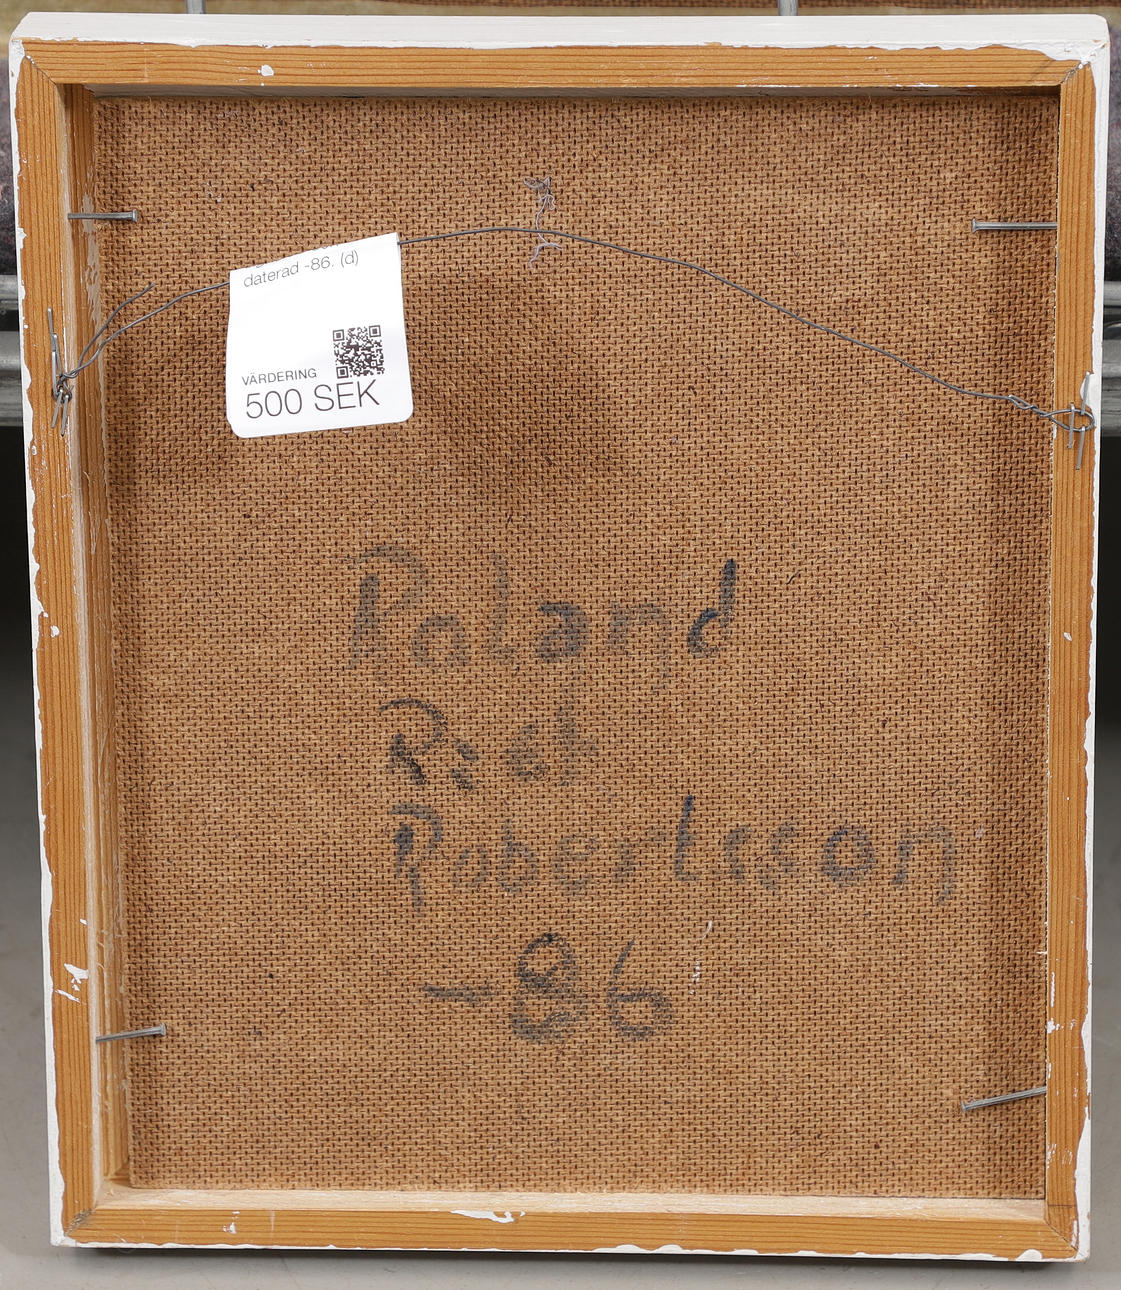 daterad -86. (d)
VÄRDERING
500 SEK
Roland
Robertsson
-86